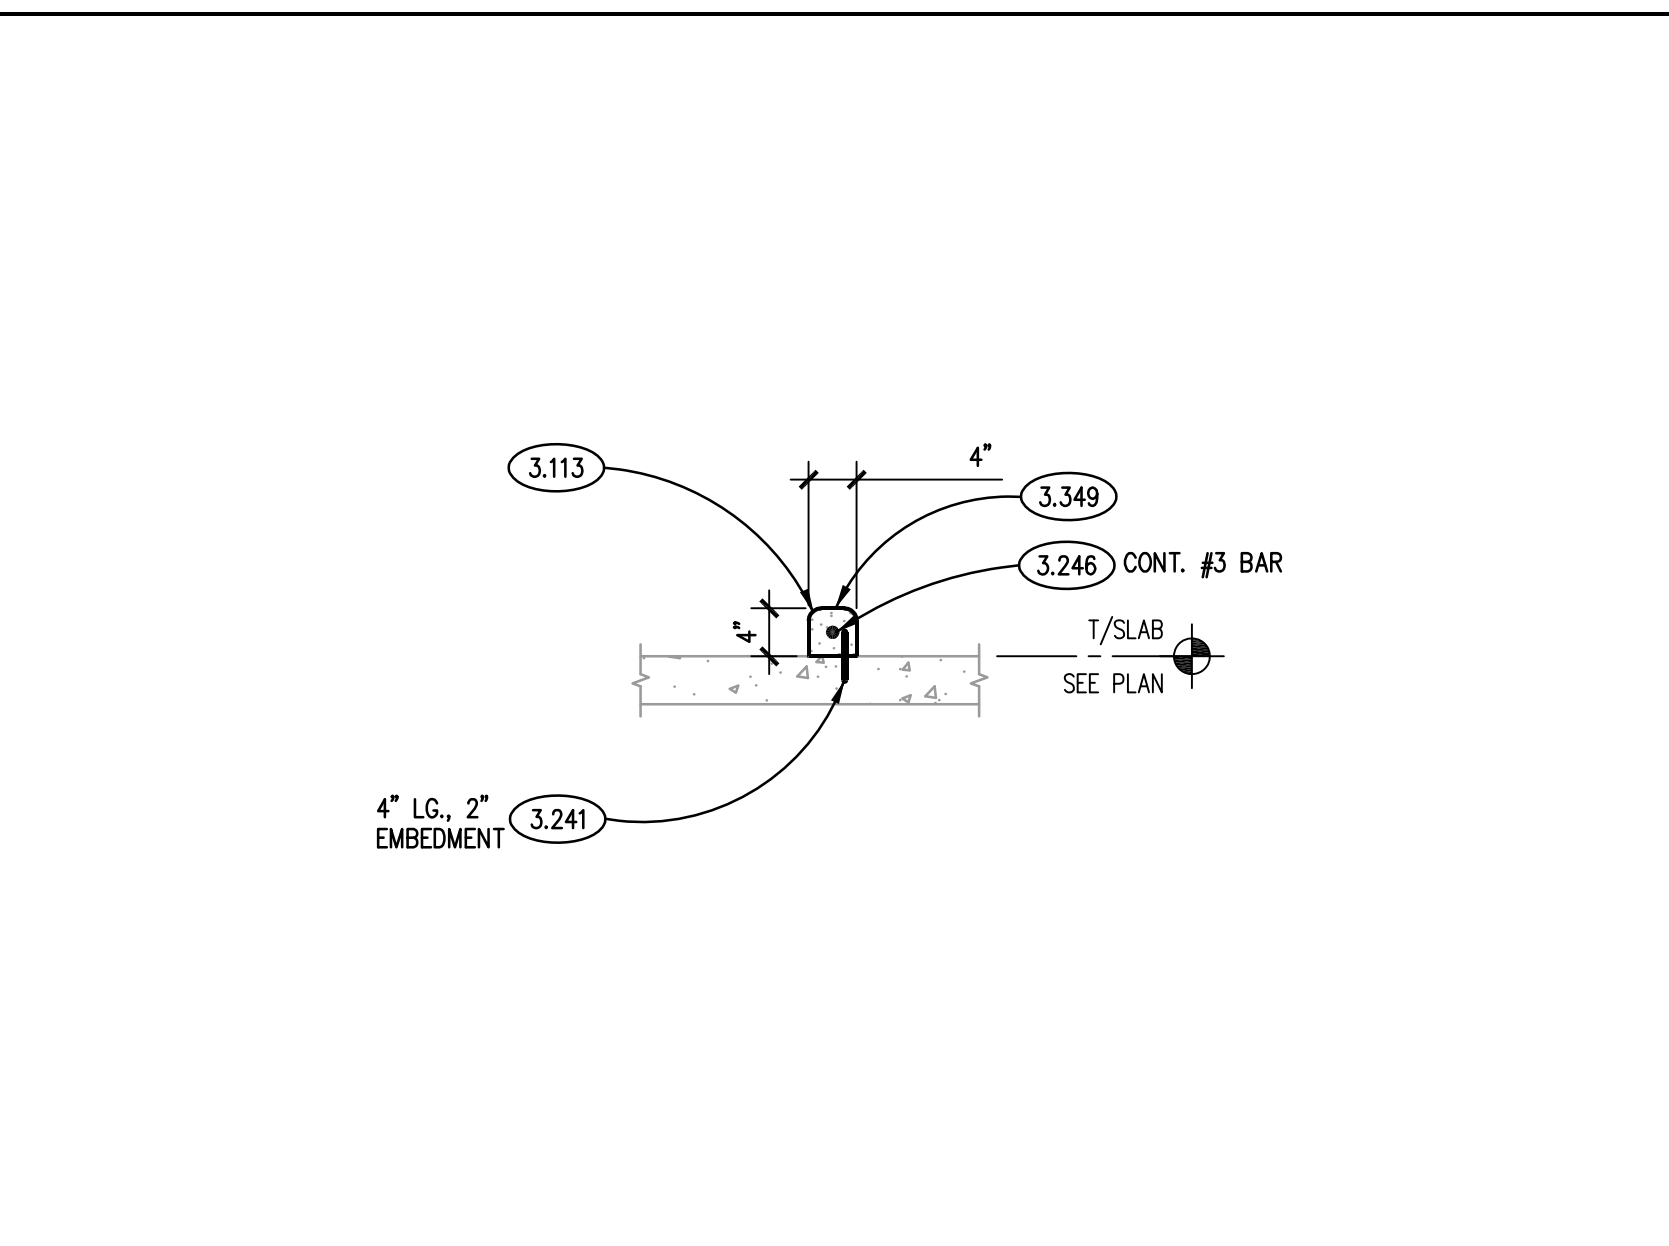 3.113
4”
3.349
3.246 CONT. #3 BAR
4”
T/SLAB
SEE PLAN
4” LG., 2”
EMBEDMENT
3.241